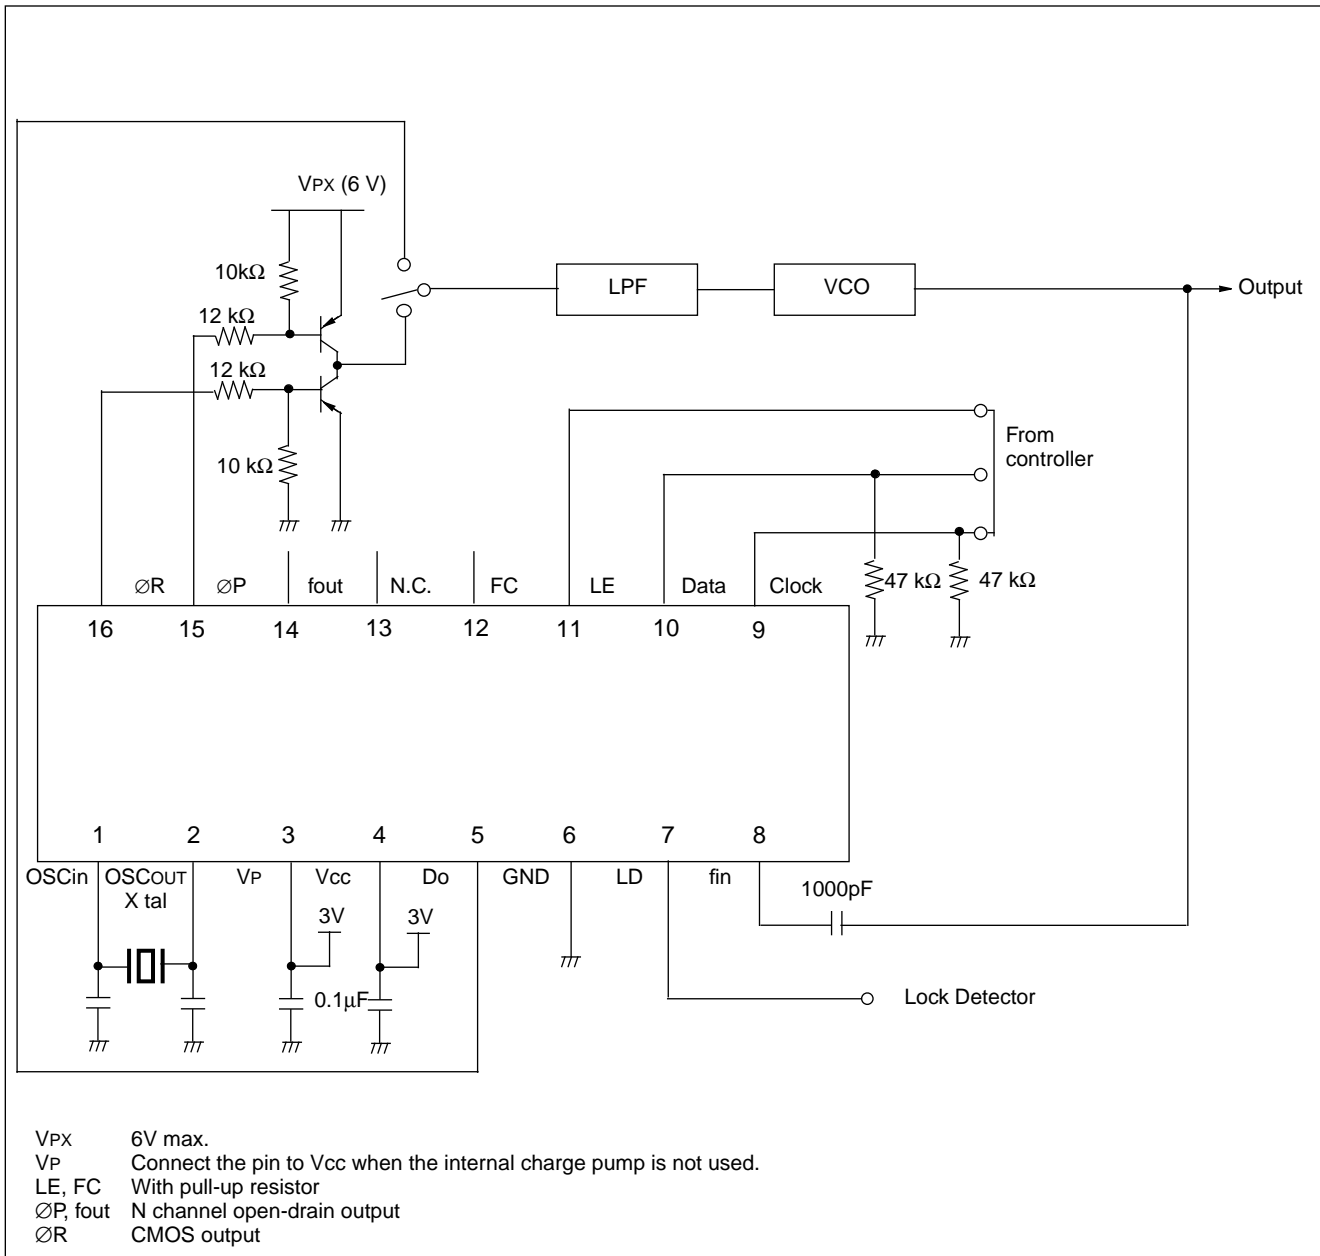 VPX (6 V)
10kΩ
LPF
VCO
Output
12 kΩ
12 kΩ
From
controller
10 kΩ
∅R
∅P
fout
N.C.
FC
LE
Data
Clock
47 kΩ
47 kΩ
16
15
14
13
12
11
10
9
1
2
3
4
5
6
7
8
OSCin
OSCOUT
VP
Vcc
Do
GND
LD
fin
X tal
1000pF
3V
3V
0.1µF
Lock Detector
VPX 6V max.
VP Connect the pin to Vcc when the internal charge pump is not used.
LE, FC With pull-up resistor
∅P, fout N channel open-drain output
∅R CMOS output